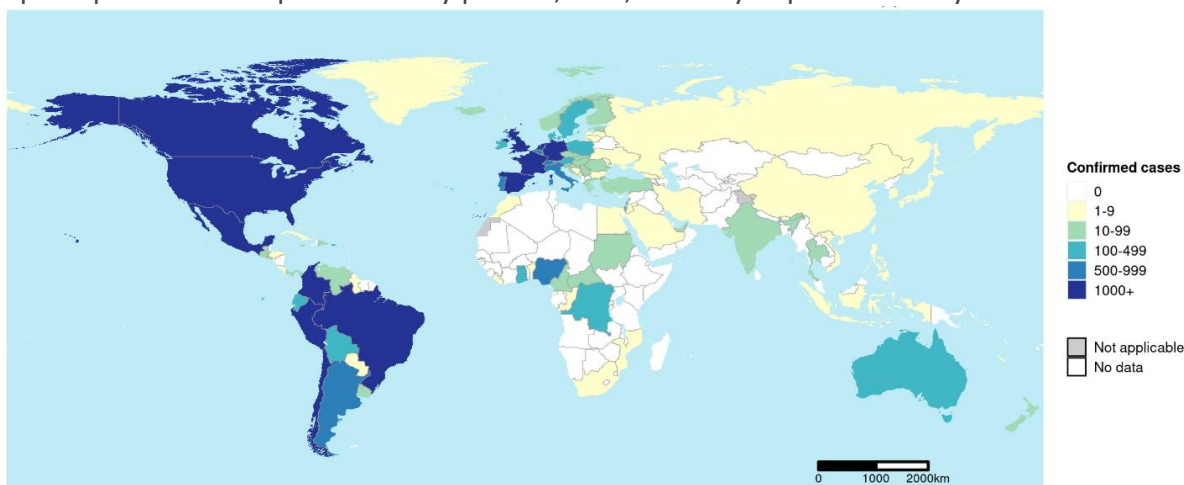 Confirmed cases
0
1-9
10-99
100-499
500-999
1000+
Not applicable
No data
0 1000 2000km